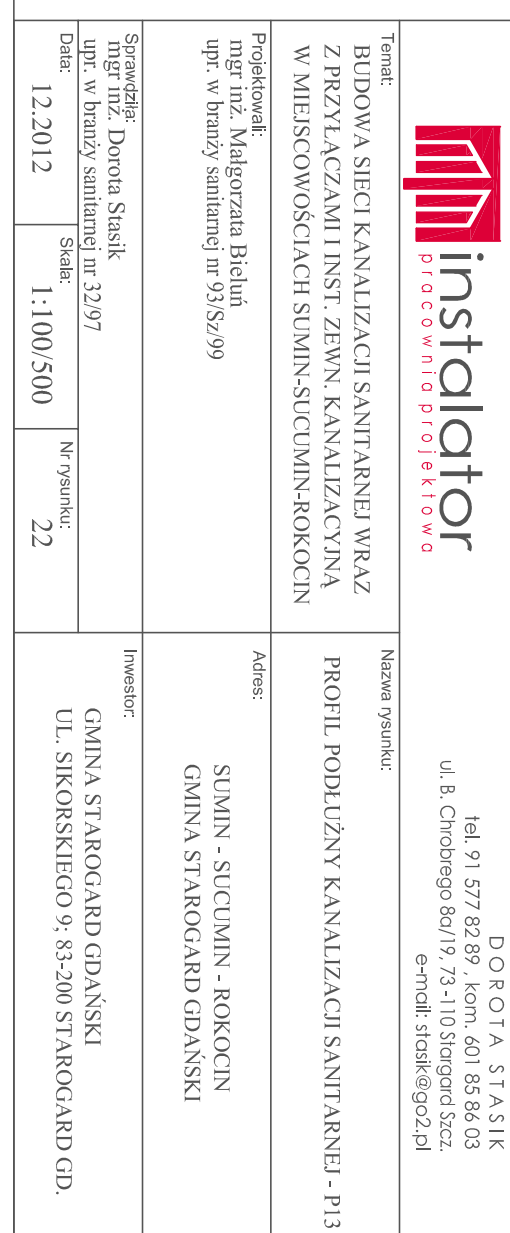 instalator
pracownia projektowa
DOROTA STASIK
tel. 91 577 82 89 , kom. 601 85 86 03
ul. B. Chrobrego 8a/19, 73 -110 Stargard Szcz.
e-mail: stasik@go2.pl
Temat:
BUDOWA SIECI KANALIZACJI SANITARNEJ WRAZ
Z PRZYŁĄCZAMI I INST. ZEWN. KANALIZACYJNĄ
W MIEJSCOWOŚCIACH SUMIN-SUCUMIN-ROKOCIN
Nazwa rysunku:
PROFIL PODŁUŻNY KANALIZACJI SANITARNEJ - P13
Projektowali:
mgr inż. Małgorzata Bieluń
upr. w branży sanitarnej nr 93/Sz/99
Adres:
SUMIN - SUCUMIN - ROKOCIN
GMINA STAROGARD GDAŃSKI
Sprawdziła:
mgr inż. Dorota Stasik
upr. w branży sanitarnej nr 32/97
Inwestor:
GMINA STAROGARD GDAŃSKI
UL. SIKORSKIEGO 9; 83-200 STAROGARD GD.
Data:
12.2012
Skala:
1:100/500
Nr rysunku:
22